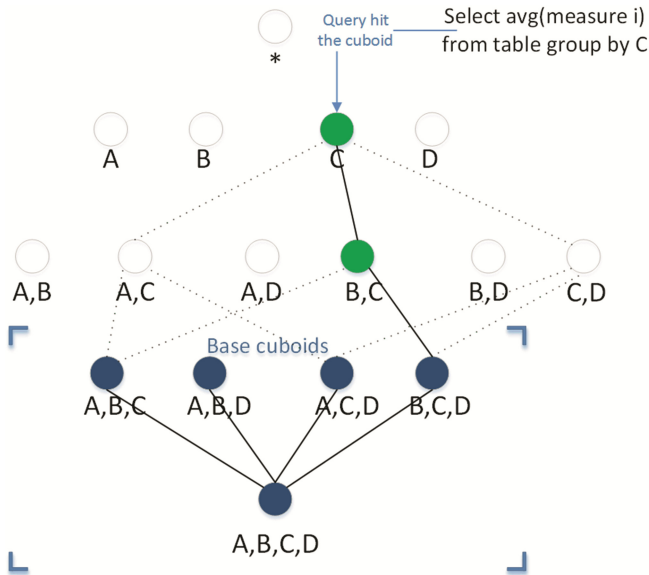 Query hit
the cuboid
Select avg(measure i)
from table group by C
*
A
B
C
D
A,B
A,C
A,D
B,C
B,D
C,D
Base cuboids
A,B,C
A,B,D
A,C,D
B,C,D
A,B,C,D